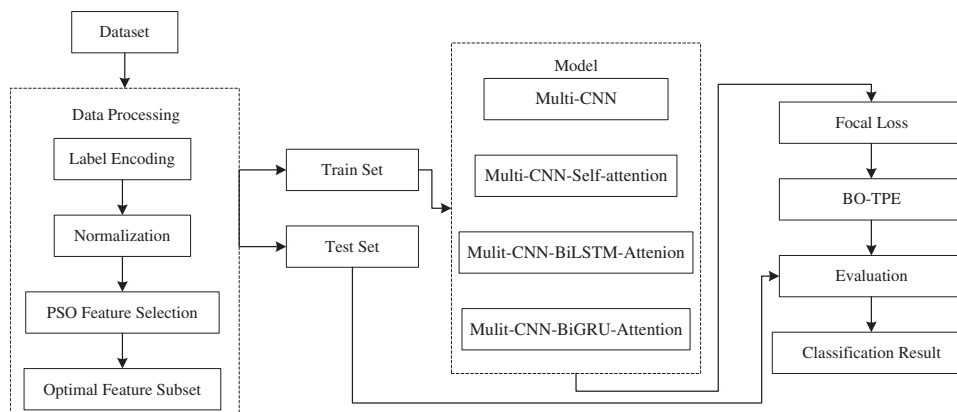 Dataset
Data Processing
Label Encoding
Normalization
PSO Feature Selection
Optimal Feature Subset
Train Set
Test Set
Model
Multi-CNN
Multi-CNN-Self-attention
Mulit-CNN-BiLSTM-Attenion
Mulit-CNN-BiGRU-Attention
Focal Loss
BO-TPE
Evaluation
Classification Result